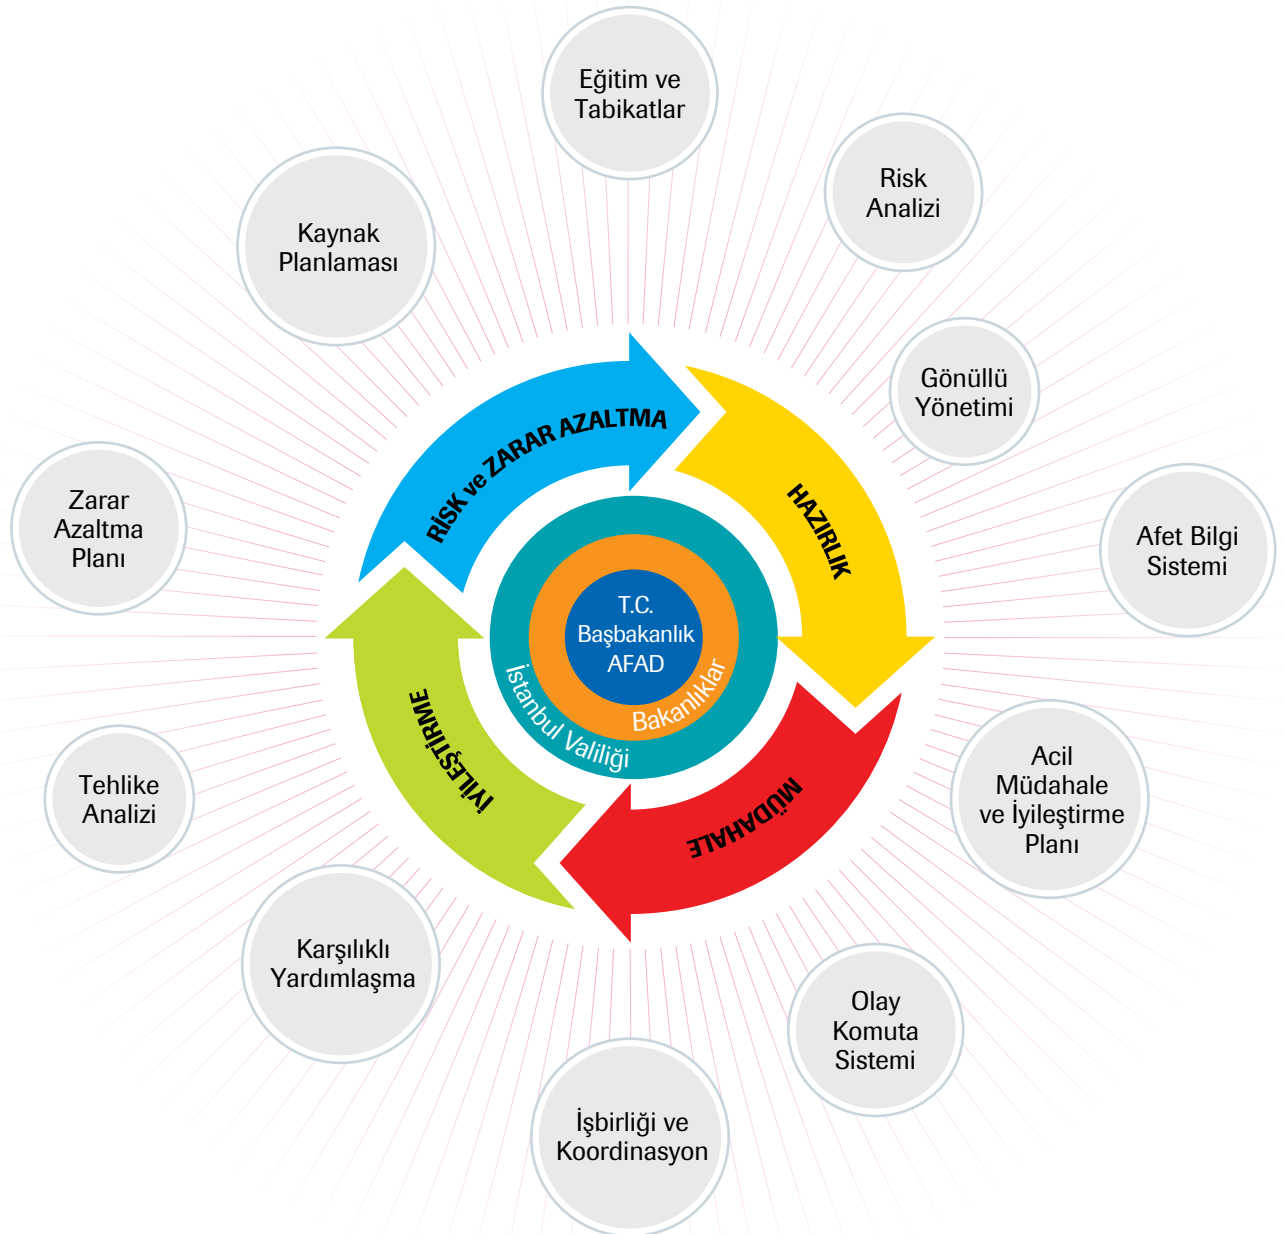 Eğitim ve
Tabikatlar
Risk
Analizi
Kaynak
Planlaması
Gönüllü
Yönetimi
RİSK ve ZARAR AZALTMA
HAZIRLIK
Zarar
Azaltma
Planı
Afet Bilgi
Sistemi
T.C.
Başbakanlık
AFAD
Bakanlıklar
İstanbul Valiliği
İYİLEŞTİRME
MÜDAHALE
Tehlike
Analizi
Acil
Müdahale
ve İyileştirme
Planı
Karşılıklı
Yardımlaşma
Olay
Komuta
Sistemi
İşbirliği ve
Koordinasyon